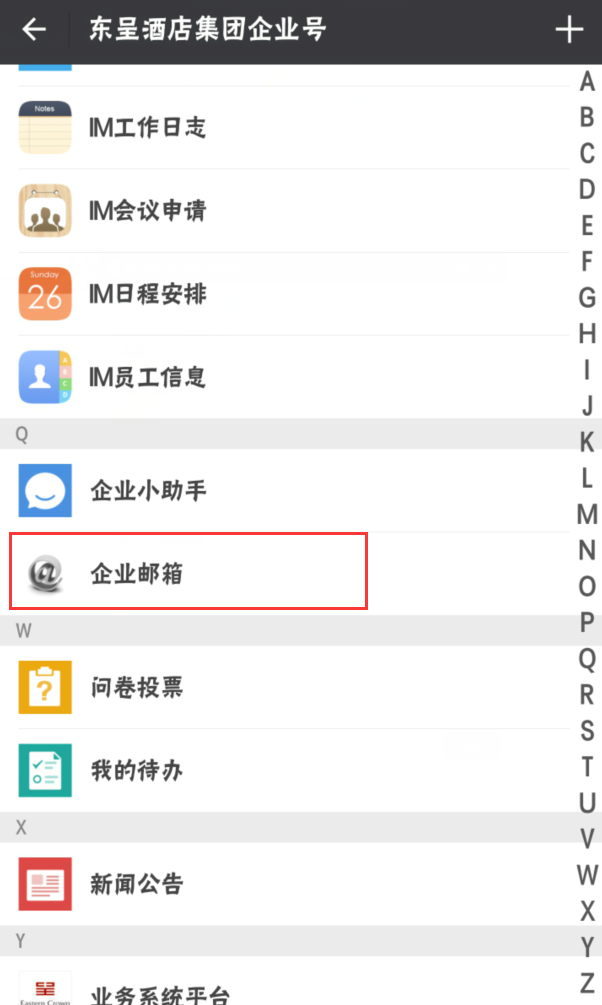 东呈酒店集团企业号
Notes
IM工作日志
IM会议申请
Sunday
26
IM日程安排
A
B
C
D
IM员工信息
Q
企业小助手
@
企业邮箱
W
?
问卷投票
我的待办
X
新闻公告
Y
Eastern Crown
业务系统平台
A
B
C
D
E
F
G
H
I
J
K
L
M
N
O
P
Q
R
S
T
U
V
W
X
Y
Z